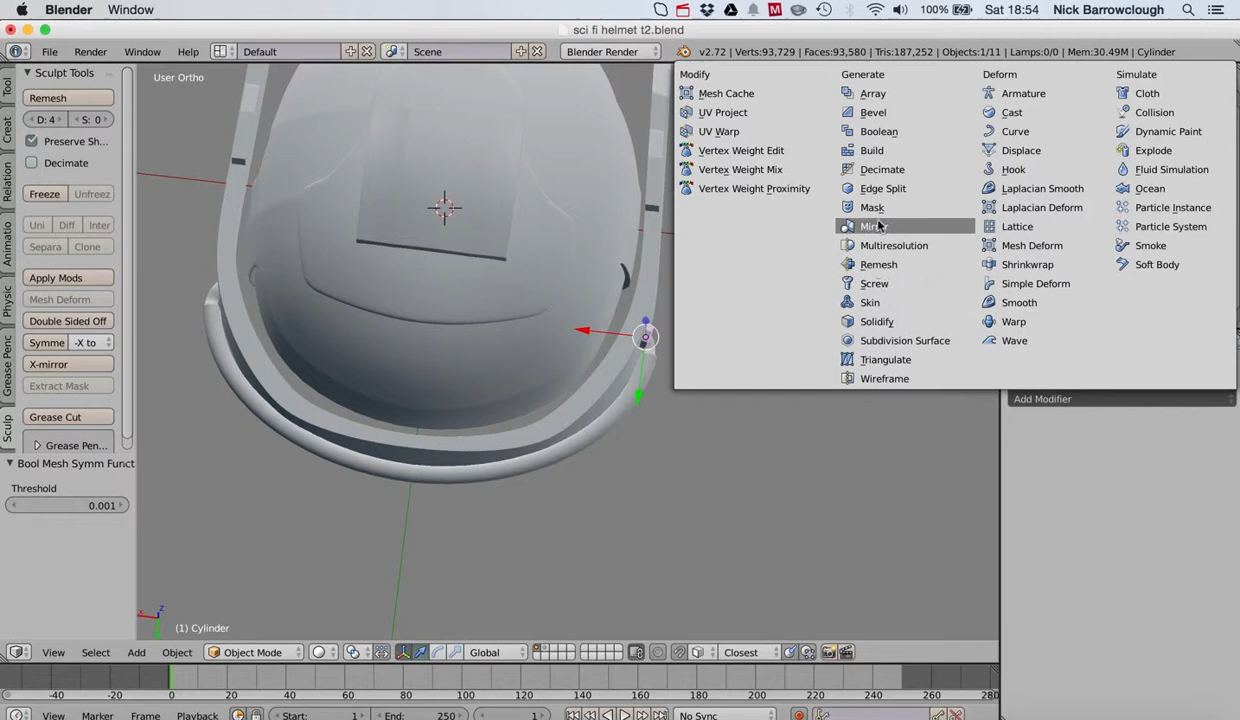 Blender Window 100% Sat 18:54 Nick Barrowclough
sci fi helmet t2.blend
File Render Window Help Default Scene Blender Render v2.72 | Verts:93,729 | Faces:93,580 | Tris:187,252 | Objects:1/11 | Lamps:0/0 | Mem:30.49M | Cylinder
Sculpt Tools
User Ortho
Remesh
D: 4 S: 0
Preserve Sh...
Decimate
Freeze Unfreez
Uni Diff Inter
Separa Clone
Apply Mods
Mesh Deform
Double Sided Off
Symme -X to
X-mirror
Extract Mask
Grease Cut
Grease Pen...
Bool Mesh Symm Funct
Threshold
0.001
Tool
Creat
Relation
Animatio
Physic
Grease Penc
Sculp
Modify
Mesh Cache
UV Project
UV Warp
Vertex Weight Edit
Vertex Weight Mix
Vertex Weight Proximity
Generate
Array
Bevel
Boolean
Build
Decimate
Edge Split
Mask
Multiresolution
Remesh
Screw
Skin
Solidify
Subdivision Surface
Triangulate
Wireframe
Deform
Armature
Cast
Curve
Displace
Hook
Laplacian Smooth
Laplacian Deform
Lattice
Mesh Deform
Shrinkwrap
Simple Deform
Smooth
Warp
Wave
Simulate
Cloth
Collision
Dynamic Paint
Explode
Fluid Simulation
Ocean
Particle Instance
Particle System
Smoke
Soft Body
Add Modifier
x z
(1) Cylinder
View Select Add Object Object Mode Global Closest
-40 -20 0 20 40 60 80 100 120 140 160 180 200 220 240 260 280
View Marker Frame Playback Start: 1 End: 250 1 No Sync